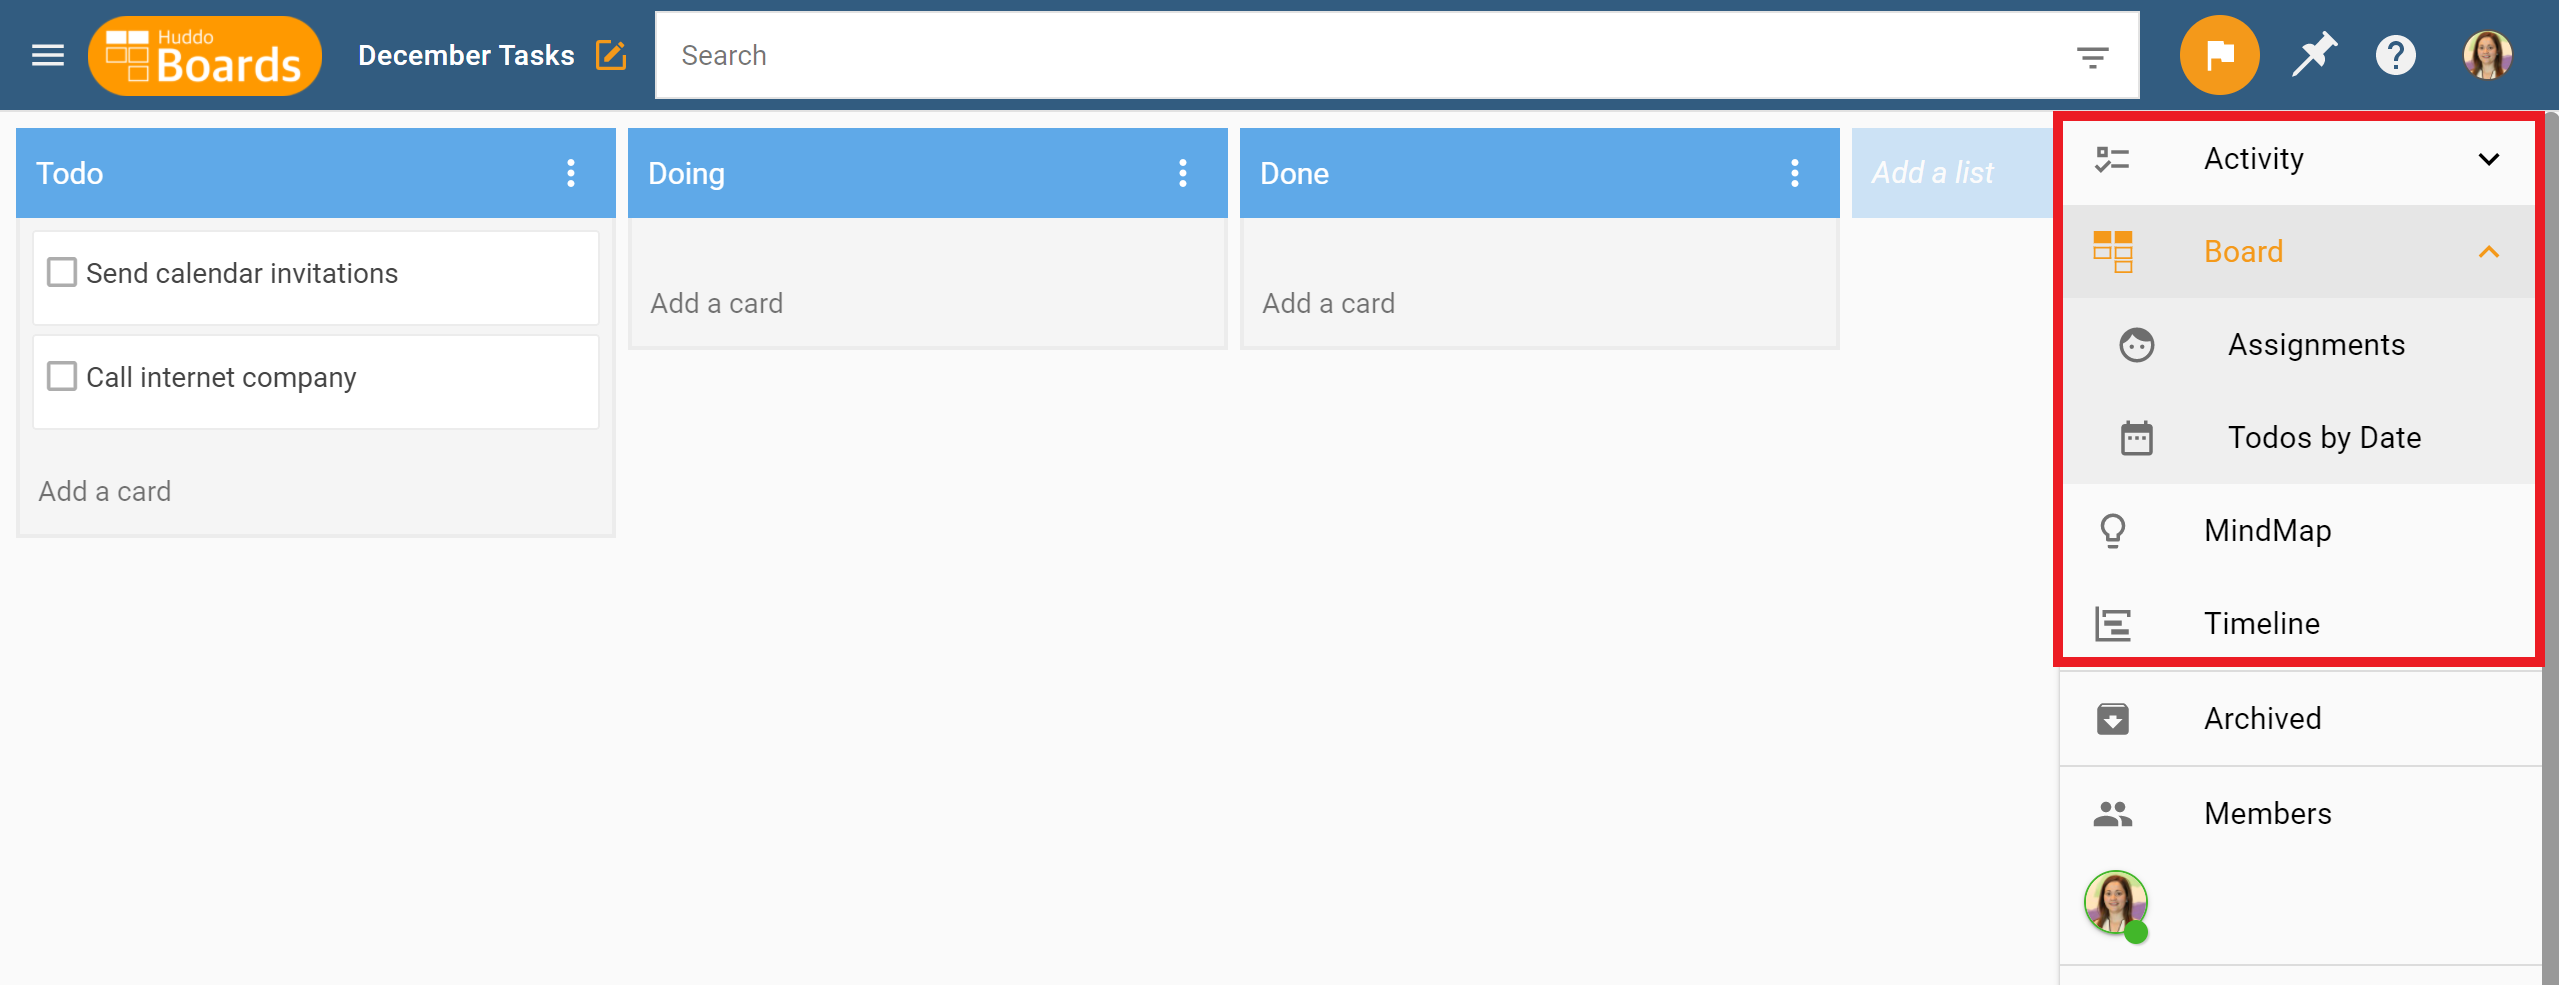 Huddo
Boards
December Tasks
Search
Todo
Send calendar invitations
Call internet company
Add a card
Doing
Add a card
Done
Add a card
Add a list
Activity
Board
Assignments
Todos by Date
MindMap
Timeline
Archived
Members